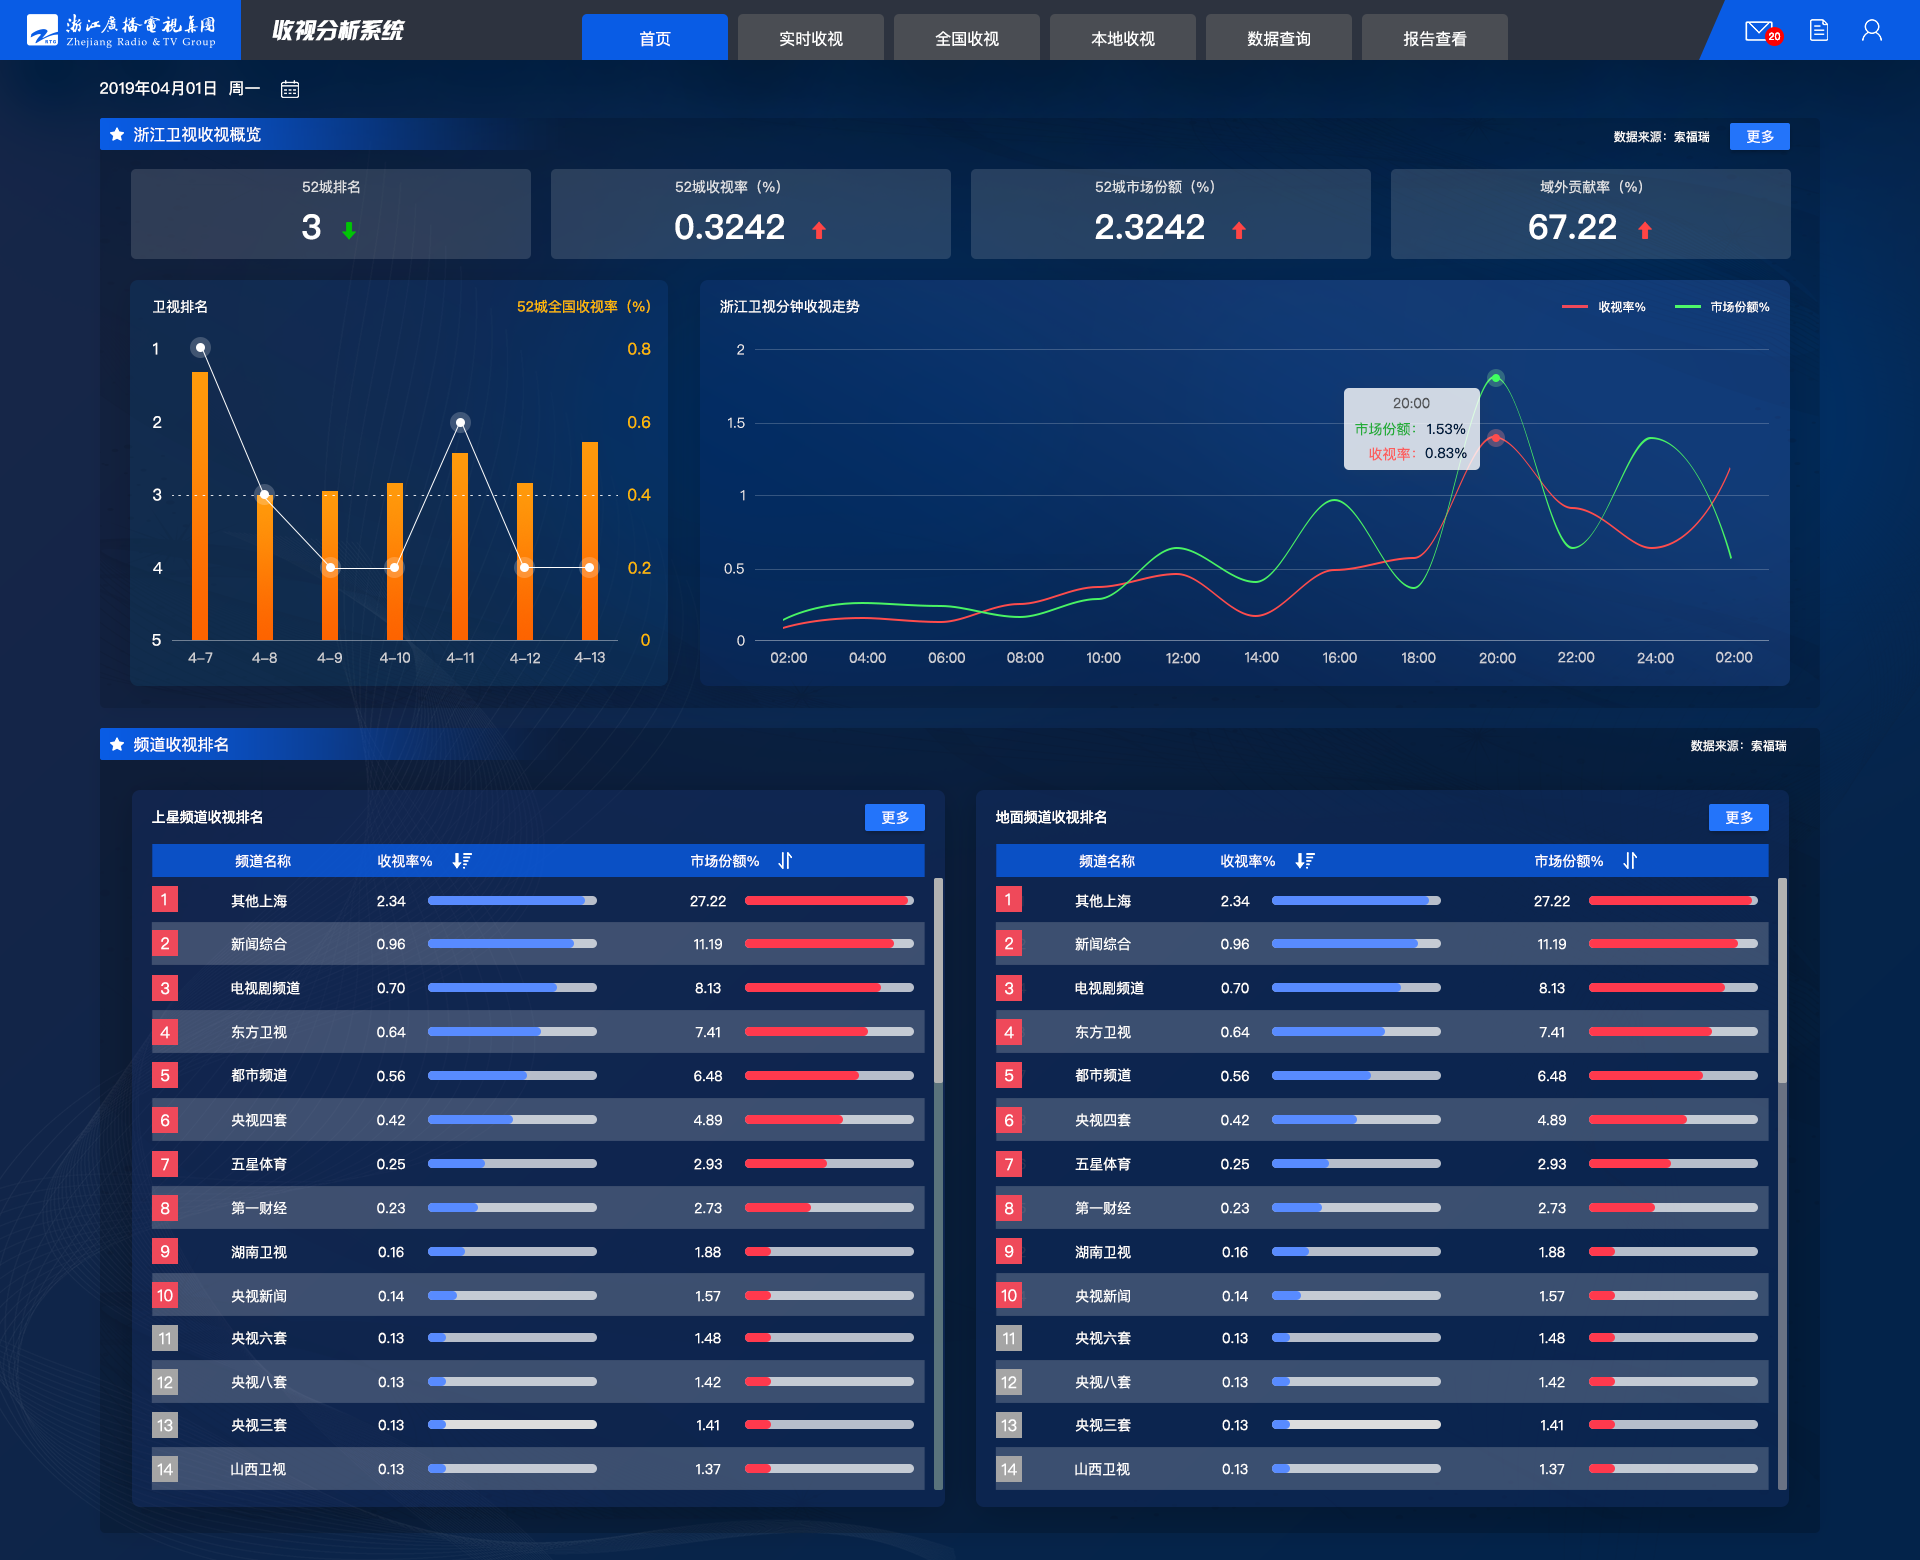 浙江廣播電視集團
Zhejiang Radio & TV Group
收视分析系统
首页
实时收视
全国收视
本地收视
数据查询
报告查看
20
2019年04月01日 周一
浙江卫视收视概览
数据来源：索福瑞
更多
52城排名
3
52城收视率（%）
0.3242
52城市场份额（%）
2.3242
域外贡献率（%）
67.22
卫视排名
52城全国收视率（%）
1 0.8
2 0.6
3 0.4
4 0.2
5 0
4–7 4–8 4–9 4–10 4–11 4–12 4–13
浙江卫视分钟收视走势
收视率%
市场份额%
2
1.5
1
0.5
0
20:00
市场份额： 1.53%
收视率： 0.83%
02:00 04:00 06:00 08:00 10:00 12:00 14:00 16:00 18:00 20:00 22:00 24:00 02:00
频道收视排名
数据来源：索福瑞
上星频道收视排名
更多
频道名称 收视率% 市场份额%
1 其他上海 2.34 27.22
2 新闻综合 0.96 11.19
3 电视剧频道 0.70 8.13
4 东方卫视 0.64 7.41
5 都市频道 0.56 6.48
6 央视四套 0.42 4.89
7 五星体育 0.25 2.93
8 第一财经 0.23 2.73
9 湖南卫视 0.16 1.88
10 央视新闻 0.14 1.57
11 央视六套 0.13 1.48
12 央视八套 0.13 1.42
13 央视三套 0.13 1.41
14 山西卫视 0.13 1.37
地面频道收视排名
更多
频道名称 收视率% 市场份额%
1 其他上海 2.34 27.22
2 新闻综合 0.96 11.19
3 电视剧频道 0.70 8.13
4 东方卫视 0.64 7.41
5 都市频道 0.56 6.48
6 央视四套 0.42 4.89
7 五星体育 0.25 2.93
8 第一财经 0.23 2.73
9 湖南卫视 0.16 1.88
10 央视新闻 0.14 1.57
11 央视六套 0.13 1.48
12 央视八套 0.13 1.42
13 央视三套 0.13 1.41
14 山西卫视 0.13 1.37